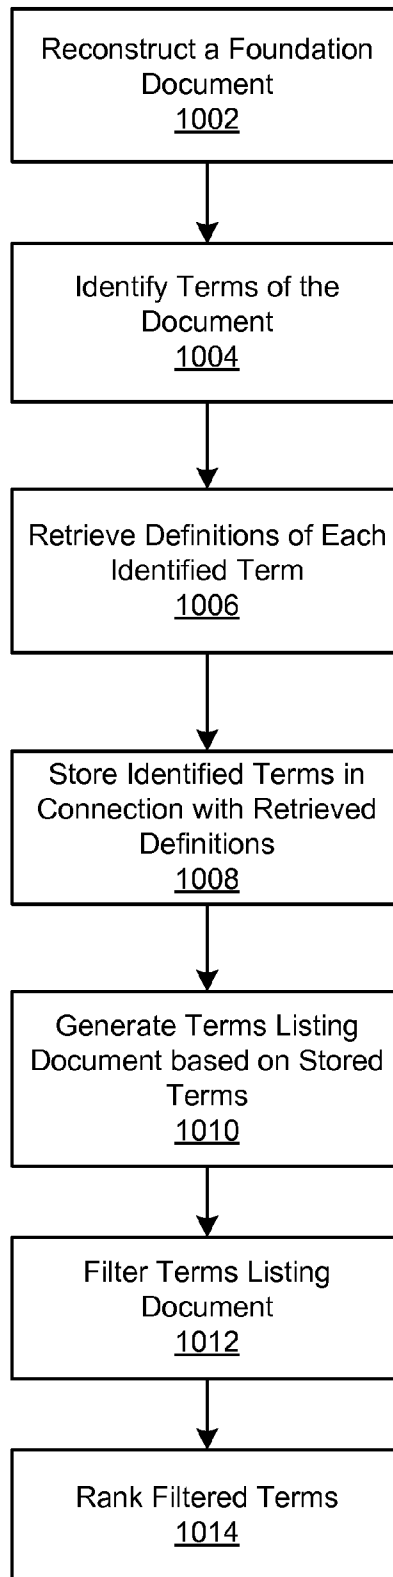 Reconstruct a Foundation
Document
1002
Identify Terms of the
Document
1004
Retrieve Definitions of Each
Identified Term
1006
Store Identified Terms in
Connection with Retrieved
Definitions
1008
Generate Terms Listing
Document based on Stored
Terms
1010
Filter Terms Listing
Document
1012
Rank Filtered Terms
1014